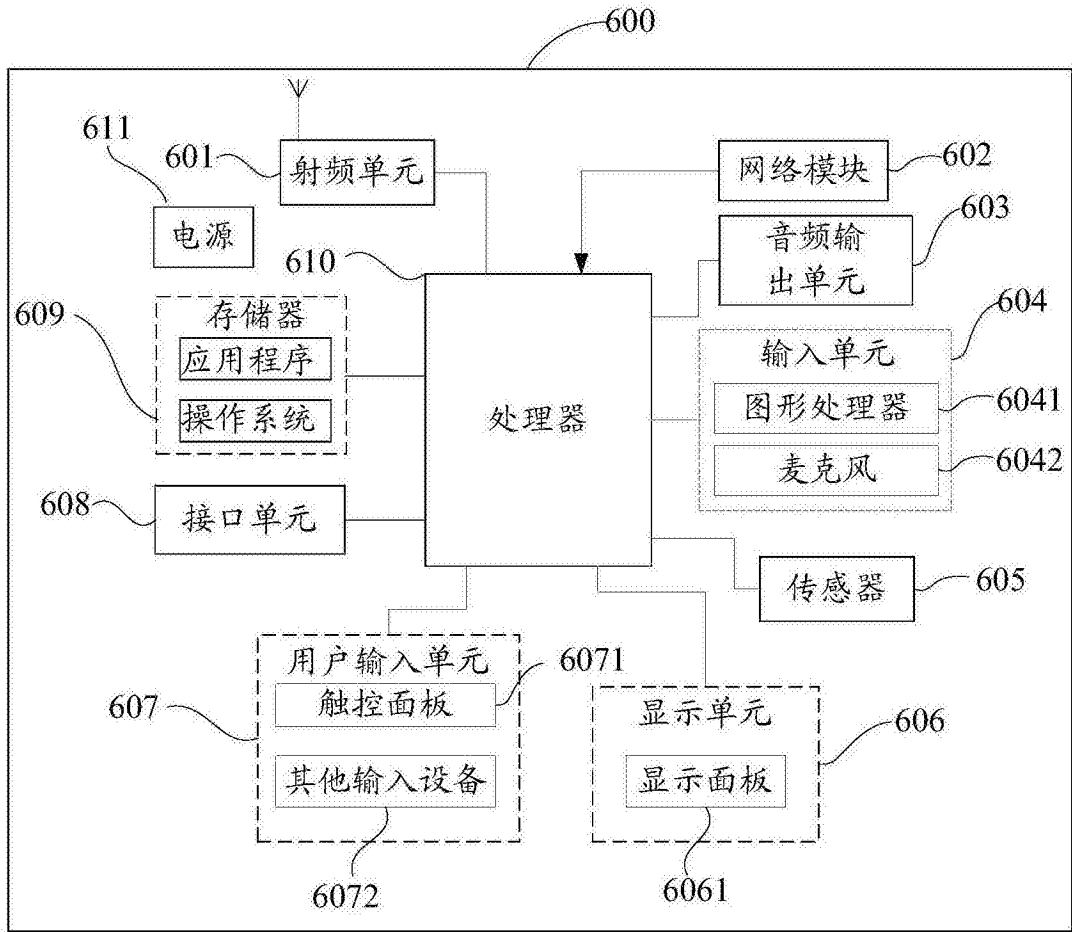 600
611
601
射频单元
网络模块
602
电源
610
音频输
出单元
603
609
存储器
应用程序
操作系统
处理器
输入单元
604
图形处理器
6041
麦克风
6042
608
接口单元
传感器
605
607
用户输入单元
触控面板
6071
其他输入设备
6072
显示单元
606
显示面板
6061